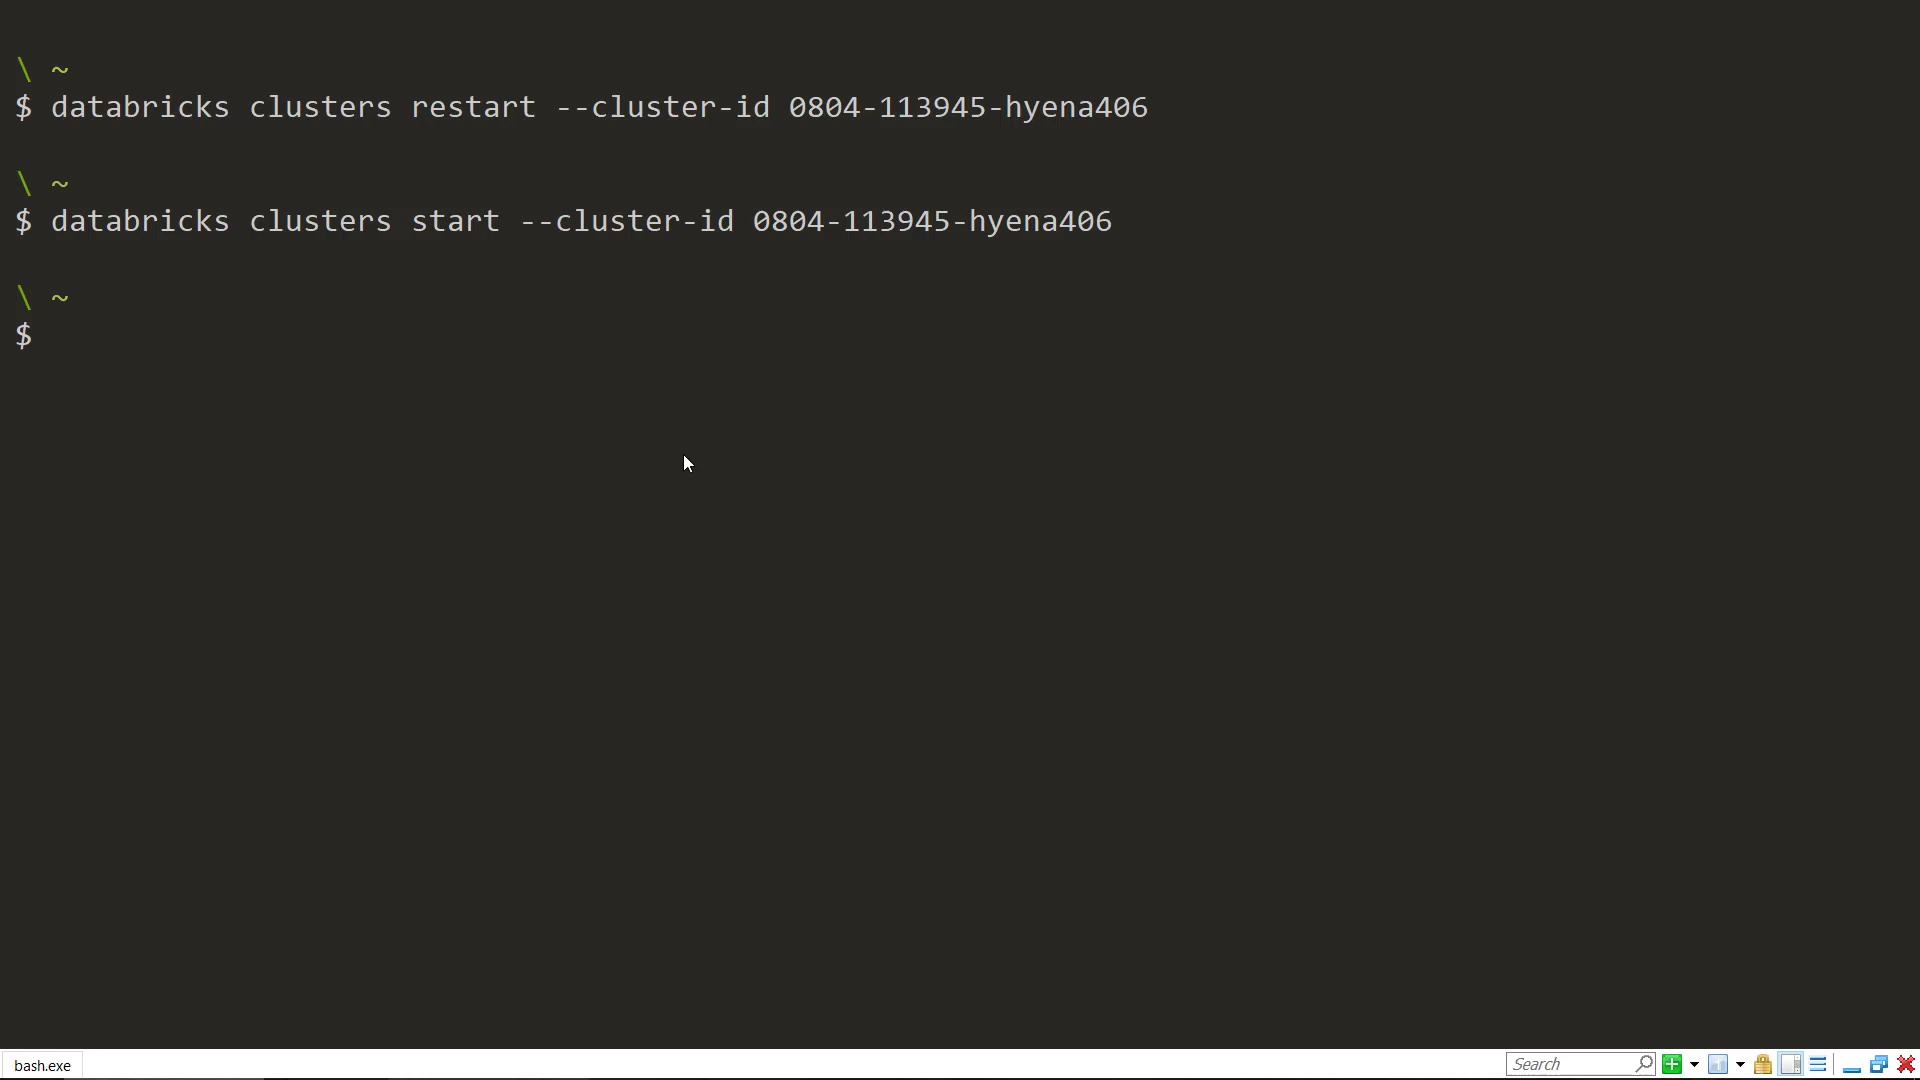 \ ~
$ databricks clusters restart --cluster-id 0804-113945-hyena406
\ ~
$ databricks clusters start --cluster-id 0804-113945-hyena406
\ ~
$
bash.exe
Search